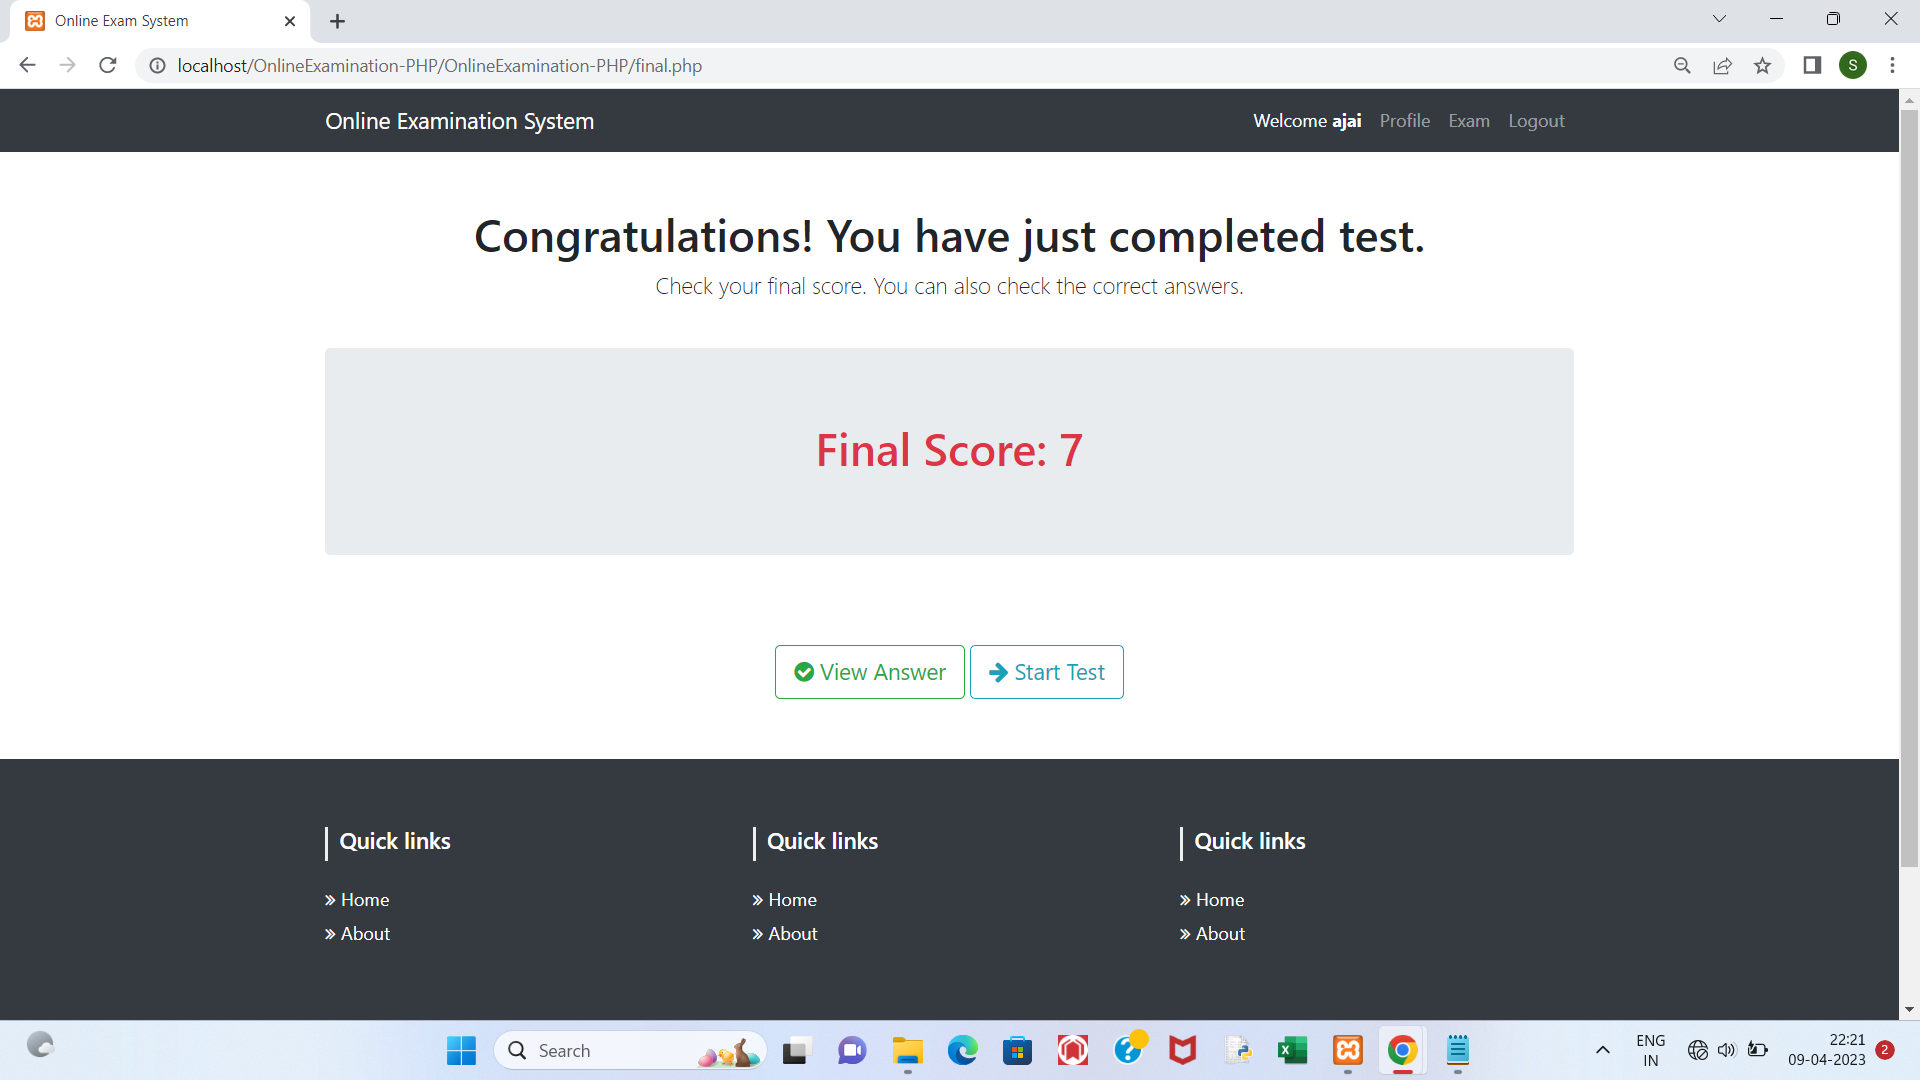 Online Exam System
localhost/OnlineExamination-PHP/OnlineExamination-PHP/final.php
S
Online Examination System
Welcome ajai Profile Exam Logout
Congratulations! You have just completed test.
Check your final score. You can also check the correct answers.
Final Score: 7
View Answer
Start Test
Quick links
» Home
» About
Quick links
» Home
» About
Quick links
» Home
» About
Search
ENG
IN
22:21
09-04-2023
2